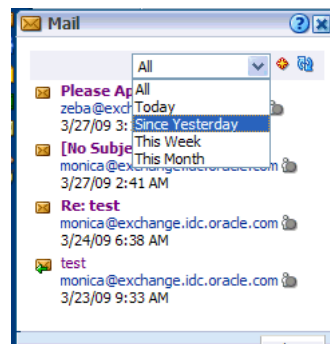 Mail
All
All
Today
Since Yesterday
This Week
This Month
Please Ap
zeba@exch
3/27/09 3:
[No Subje
monica@exchange.idc.oracle.com
3/27/09 2:41 AM
Re: test
monica@exchange.idc.oracle.com
3/24/09 6:38 AM
test
monica@exchange.idc.oracle.com
3/23/09 9:33 AM